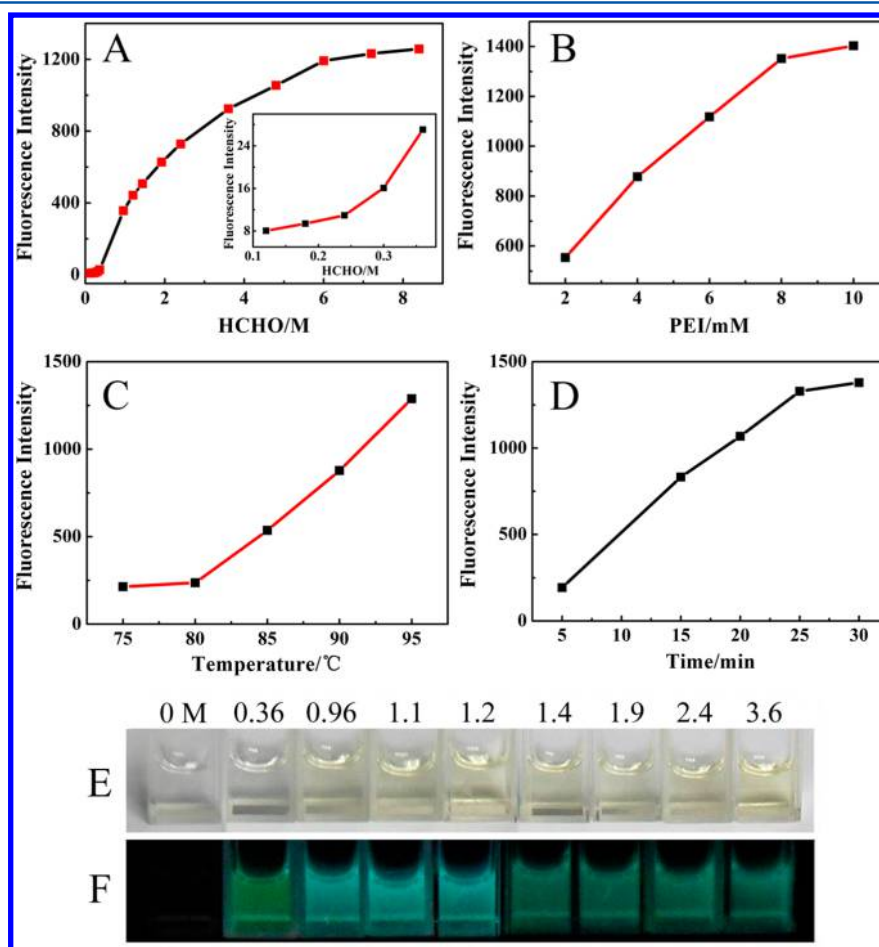 A
Fluorescence Intensity
1200
800
400
0
0 2 4 6 8
HCHO/M
Fluorescence Intensity
24
16
8
0.1 0.2 0.3
HCHO/M
B
Fluorescence Intensity
1400
1200
1000
800
600
2 4 6 8 10
PEI/mM
C
Fluorescence Intensity
1500
1000
500
0
75 80 85 90 95
Temperature/℃
D
Fluorescence Intensity
1500
1000
500
0
5 10 15 20 25 30
Time/min
0 M 0.36 0.96 1.1 1.2 1.4 1.9 2.4 3.6
E
F